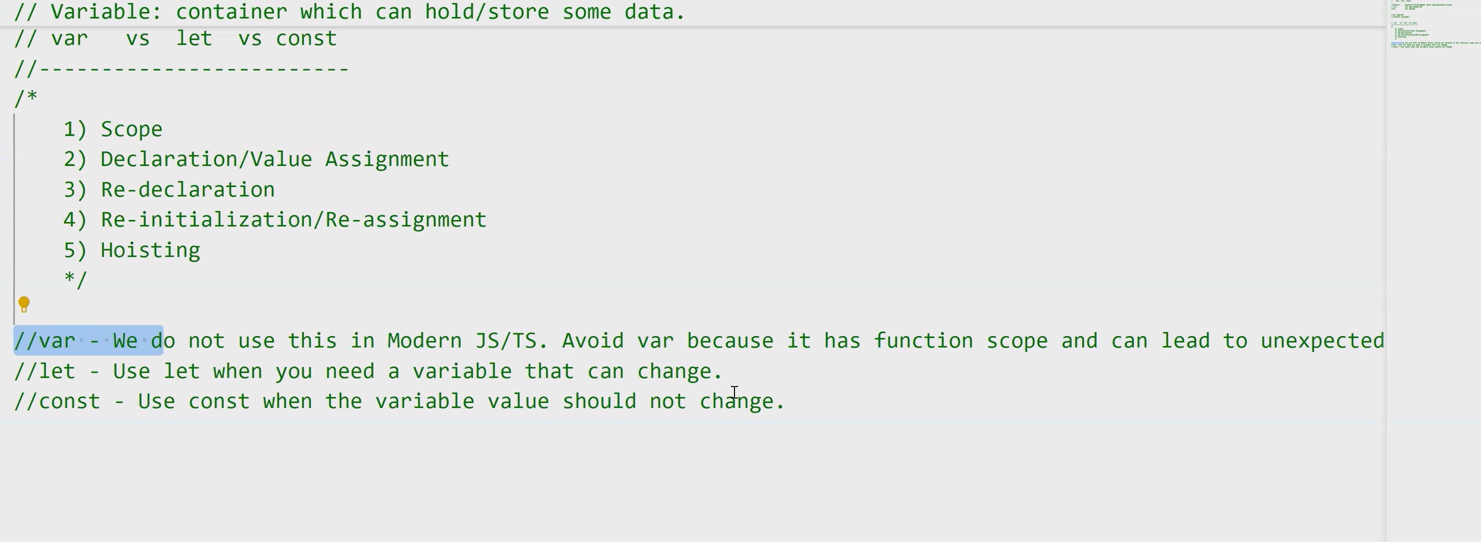 // Variable: container which can hold/store some data.
// var   vs  let  vs const
//-------------------------
/*
    1) Scope
    2) Declaration/Value Assignment
    3) Re-declaration
    4) Re-initialization/Re-assignment
    5) Hoisting
    */
//var - We do not use this in Modern JS/TS. Avoid var because it has function scope and can lead to unexpected
//let - Use let when you need a variable that can change.
//const - Use const when the variable value should not change.